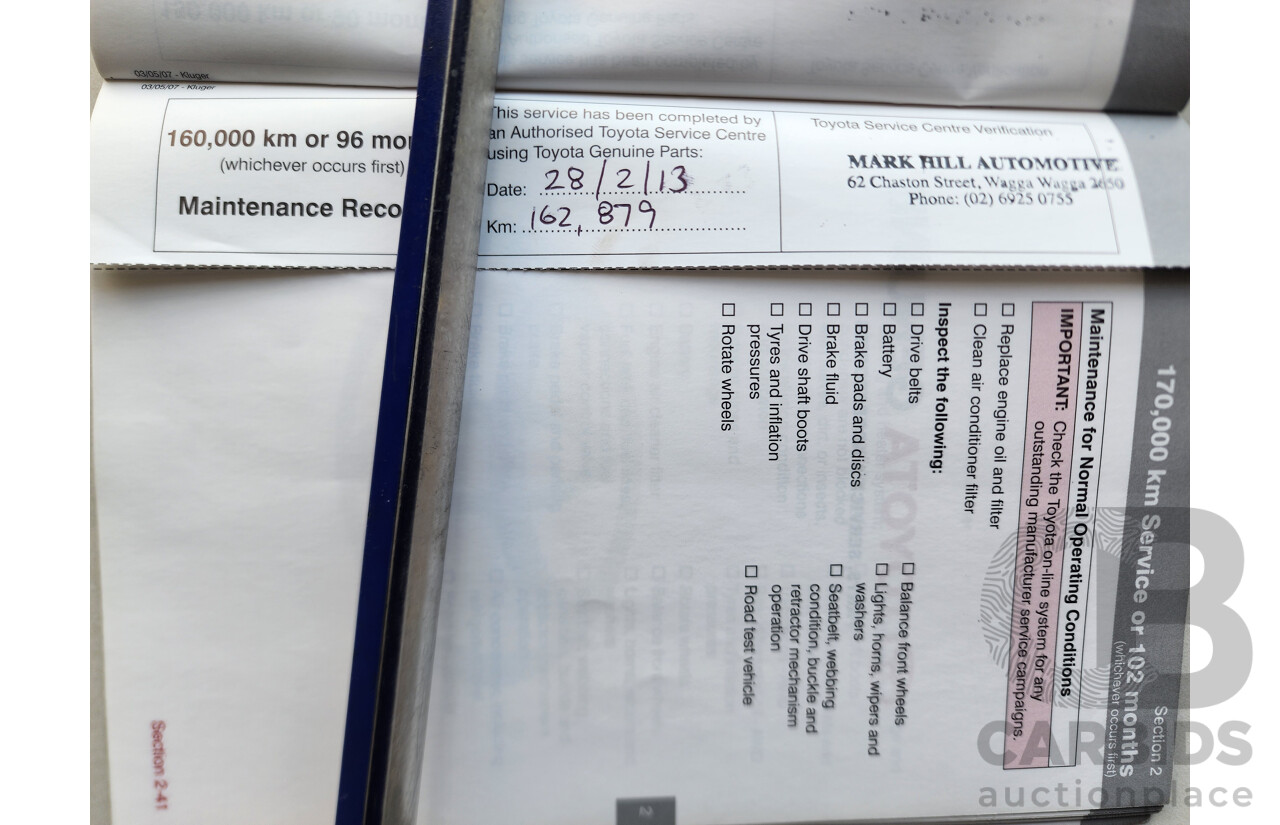 03/05/07 - Kluger
03/05/07 - Kluger
160,000 km or 96 mo
(whichever occurs first)
Maintenance Reco
This service has been completed by
an Authorised Toyota Service Centre
using Toyota Genuine Parts:
Date: 28/2/13
Km: 162,879
Toyota Service Centre Verification
MARK HILL AUTOMOTIVE
62 Chaston Street, Wagga Wagga 2650
Phone: (02) 6925 0755
Section 2
170,000 km Service or 102 months
(whichever occurs first)
Maintenance for Normal Operating Conditions
IMPORTANT: Check the Toyota on-line system for any
outstanding manufacturer service campaigns.
☐ Replace engine oil and filter
☐ Clean air conditioner filter
Inspect the following:
☐ Drive belts
☐ Battery
☐ Brake pads and discs
☐ Brake fluid
☐ Drive shaft boots
☐ Tyres and inflation
pressures
☐ Rotate wheels
☐ Balance front wheels
☐ Lights, horns, wipers and
washers
☐ Seatbelt, webbing
condition, buckle and
retractor mechanism
operation
☐ Road test vehicle
2
Section 2-41
CARBIDS
auctionplace